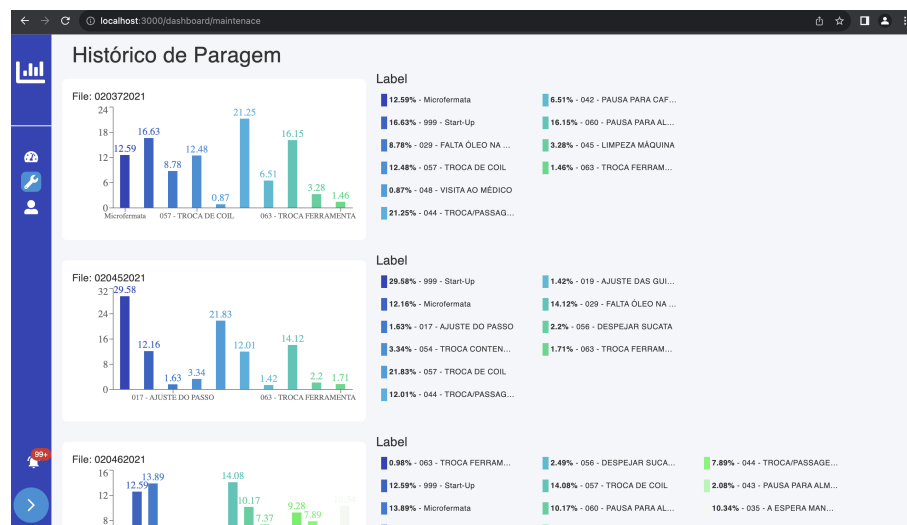 localhost:3000/dashboard/maintenace
Histórico de Paragem
File: 020372021
24
18
12
6
0
12.59
16.63
8.78
12.48
0.87
21.25
6.51
16.15
3.28
1.46
Microfermata
057 - TROCA DE COIL
063 - TROCA FERRAMENTA
Label
12.59% - Microfermata
16.63% - 999 - Start-Up
8.78% - 029 - FALTA ÓLEO NA ...
12.48% - 057 - TROCA DE COIL
0.87% - 048 - VISITA AO MÉDICO
21.25% - 044 - TROCA/PASSAG...
6.51% - 042 - PAUSA PARA CAF...
16.15% - 060 - PAUSA PARA AL...
3.28% - 045 - LIMPEZA MÁQUINA
1.46% - 063 - TROCA FERRAM...
File: 020452021
32
24
16
8
0
29.58
12.16
1.63
3.34
21.83
12.01
1.42
14.12
2.2
1.71
017 - AJUSTE DO PASSO
063 - TROCA FERRAMENTA
Label
29.58% - 999 - Start-Up
12.16% - Microfermata
1.63% - 017 - AJUSTE DO PASSO
3.34% - 054 - TROCA CONTEN...
21.83% - 057 - TROCA DE COIL
12.01% - 044 - TROCA/PASSAG...
1.42% - 019 - AJUSTE DAS GUI...
14.12% - 029 - FALTA ÓLEO NA ...
2.2% - 056 - DESPEJAR SUCATA
1.71% - 063 - TROCA FERRAM...
File: 020462021
16
12
8
12.59
13.89
14.08
10.17
7.37
9.28
7.89
10.34
Label
0.98% - 063 - TROCA FERRAM...
12.59% - 999 - Start-Up
13.89% - Microfermata
2.49% - 056 - DESPEJAR SUCA...
14.08% - 057 - TROCA DE COIL
10.17% - 060 - PAUSA PARA AL...
7.89% - 044 - TROCA/PASSAGE...
2.08% - 043 - PAUSA PARA ALM...
10.34% - 035 - A ESPERA MAN...
99+